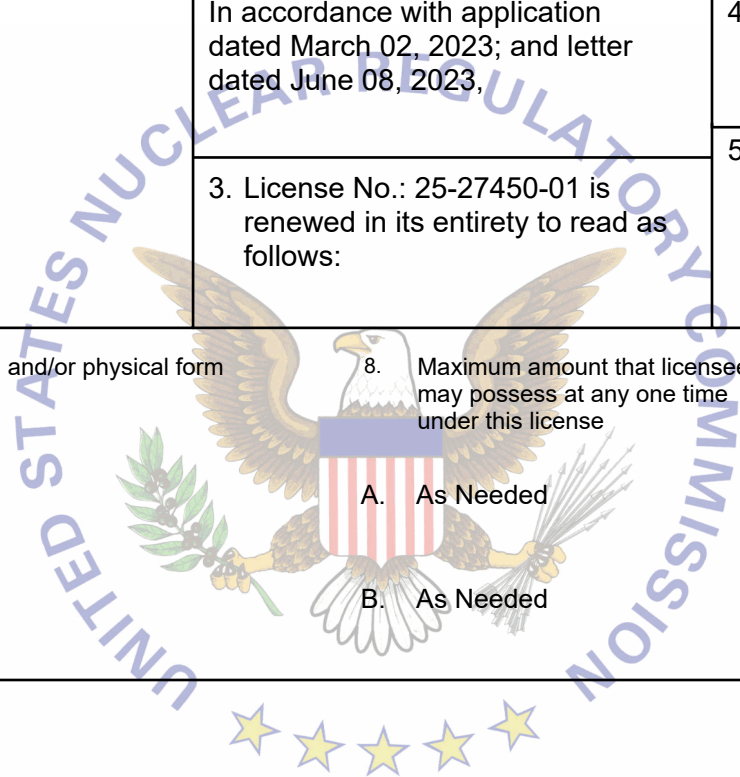 In accordance with application
dated March 02, 2023; and letter
dated June 08, 2023,
4
5
3. License No.: 25-27450-01 is
renewed in its entirety to read as
follows:
and/or physical form
8. Maximum amount that licensee
may possess at any one time
under this license
A. As Needed
B. As Needed
UNITED STATES NUCLEAR REGULATORY COMMISSION